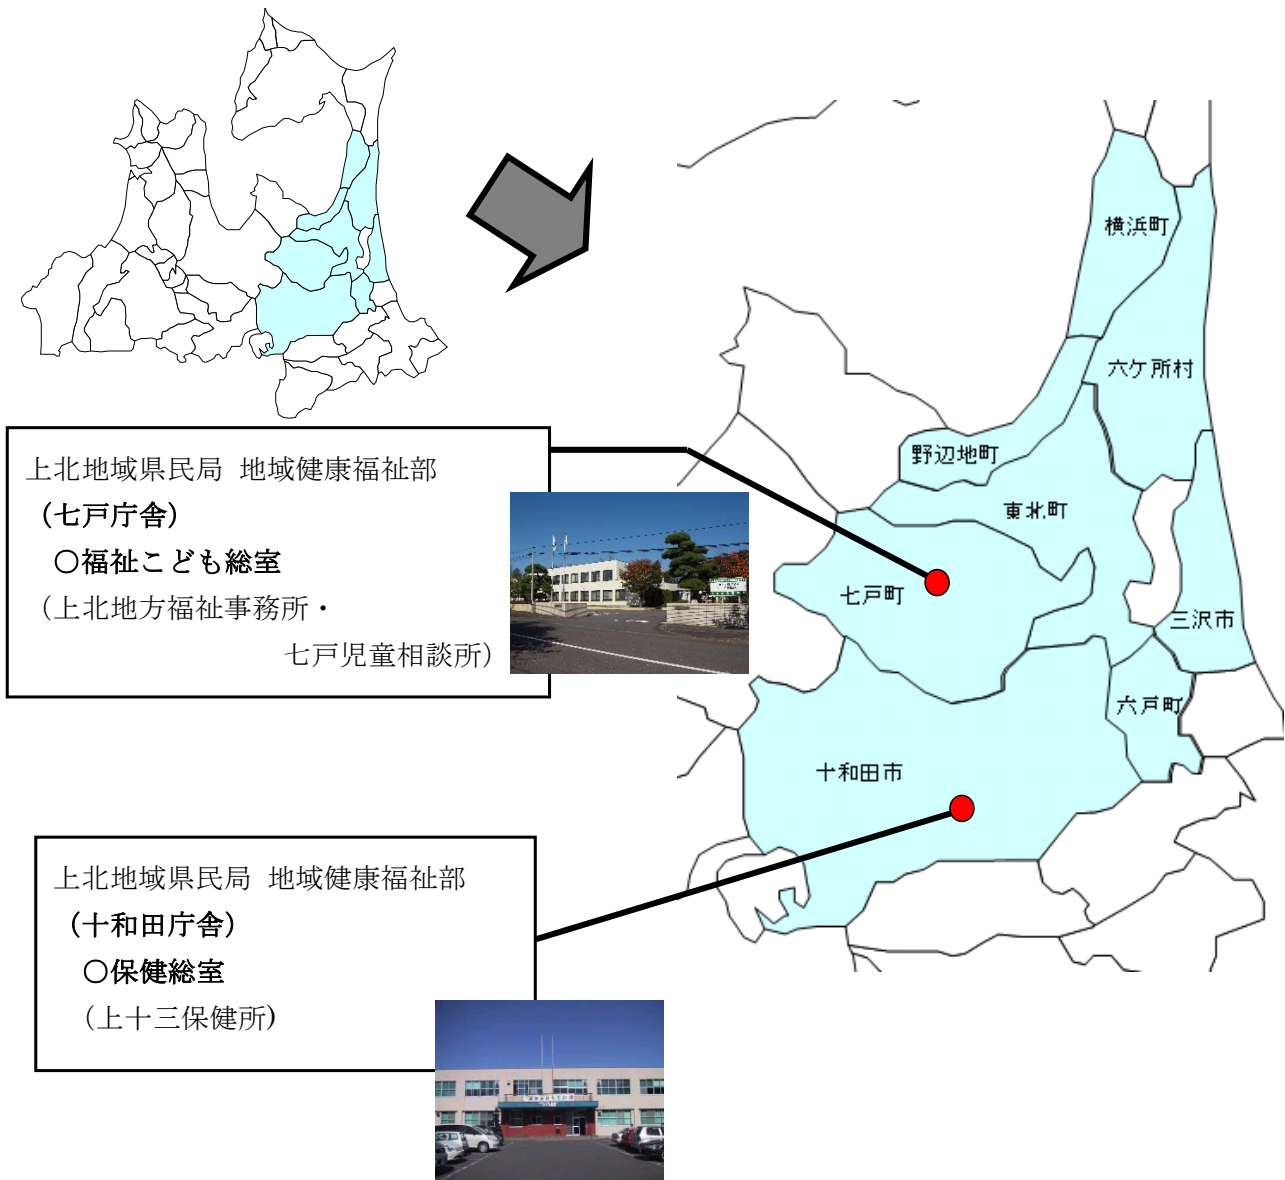 横浜町
六ケ所村
野辺地町
東北町
七戸町
三沢市
六戸町
十和田市
上北地域県民局 地域健康福祉部
(七戸庁舎)
○福祉こども総室
(上北地方福祉事務所・
七戸児童相談所)
上北地域県民局 地域健康福祉部
(十和田庁舎)
○保健総室
(上十三保健所)